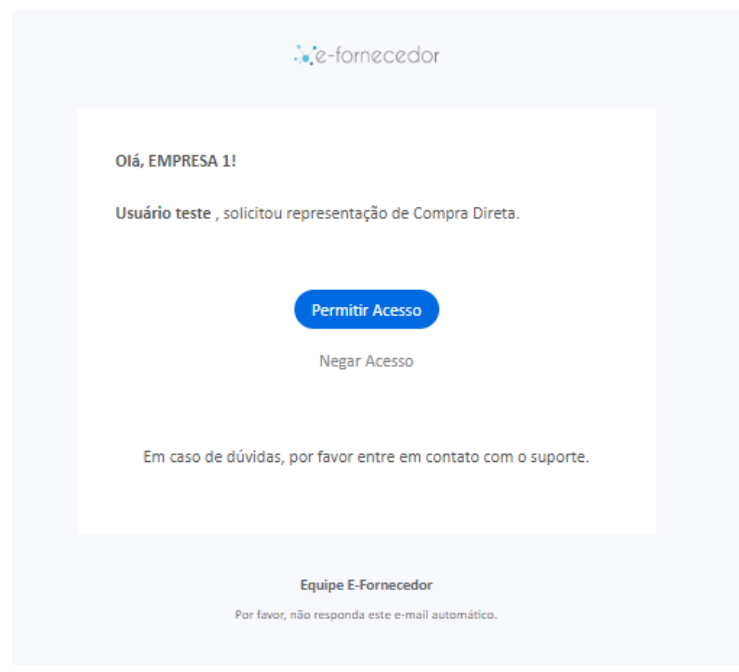 e-fornecedor
Olá, EMPRESA 1!
Usuário teste , solicitou representação de Compra Direta.
Permitir Acesso
Negar Acesso
Em caso de dúvidas, por favor entre em contato com o suporte.
Equipe E-Fornecedor
Por favor, não responda este e-mail automático.